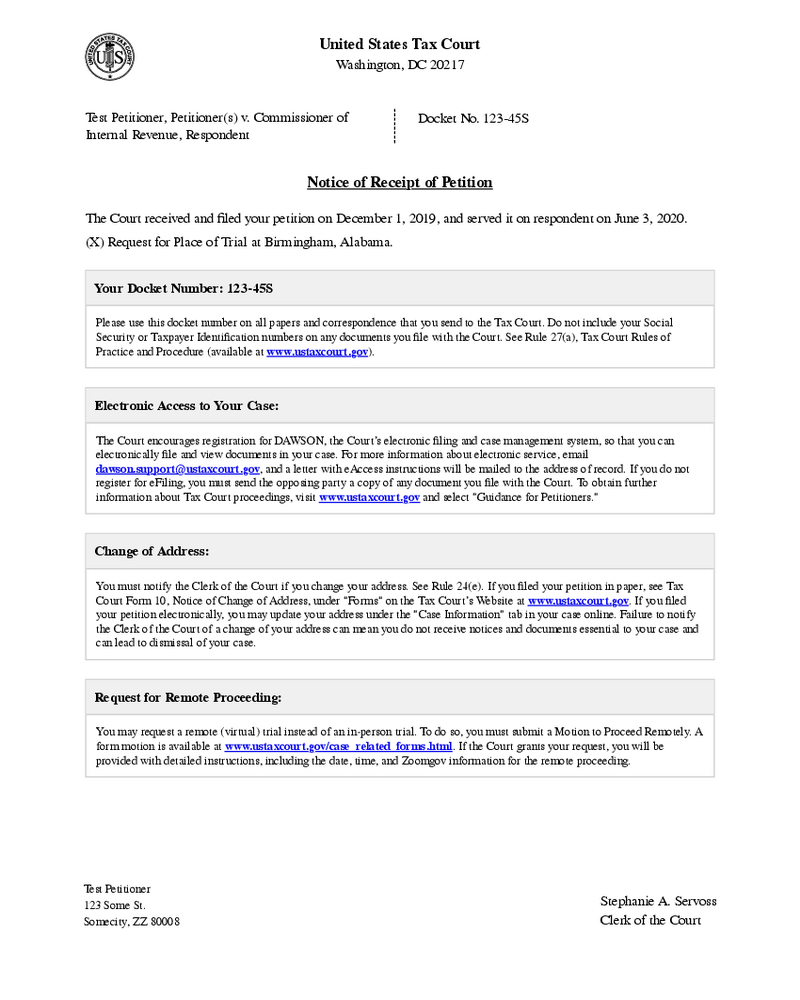 UNITED STATES TAX COURT
US
United States Tax Court
Washington, DC 20217
Test Petitioner, Petitioner(s) v. Commissioner of
Internal Revenue, Respondent
Docket No. 123-45S
Notice of Receipt of Petition
The Court received and filed your petition on December 1, 2019, and served it on respondent on June 3, 2020.
(X) Request for Place of Trial at Birmingham, Alabama.
Your Docket Number: 123-45S
Please use this docket number on all papers and correspondence that you send to the Tax Court. Do not include your Social
Security or Taxpayer Identification numbers on any documents you file with the Court. See Rule 27(a), Tax Court Rules of
Practice and Procedure (available at www.ustaxcourt.gov).
Electronic Access to Your Case:
The Court encourages registration for DAWSON, the Court's electronic filing and case management system, so that you can
electronically file and view documents in your case. For more information about electronic service, email
dawson.support@ustaxcourt.gov, and a letter with eAccess instructions will be mailed to the address of record. If you do not
register for eFiling, you must send the opposing party a copy of any document you file with the Court. To obtain further
information about Tax Court proceedings, visit www.ustaxcourt.gov and select "Guidance for Petitioners."
Change of Address:
You must notify the Clerk of the Court if you change your address. See Rule 24(e). If you filed your petition in paper, see Tax
Court Form 10, Notice of Change of Address, under "Forms" on the Tax Court's Website at www.ustaxcourt.gov. If you filed
your petition electronically, you may update your address under the "Case Information" tab in your case online. Failure to notify
the Clerk of the Court of a change of your address can mean you do not receive notices and documents essential to your case and
can lead to dismissal of your case.
Request for Remote Proceeding:
You may request a remote (virtual) trial instead of an in-person trial. To do so, you must submit a Motion to Proceed Remotely. A
form motion is available at www.ustaxcourt.gov/case_related_forms.html. If the Court grants your request, you will be
provided with detailed instructions, including the date, time, and Zoomgov information for the remote proceeding.
Test Petitioner
123 Some St.
Somecity, ZZ 80008
Stephanie A. Servoss
Clerk of the Court